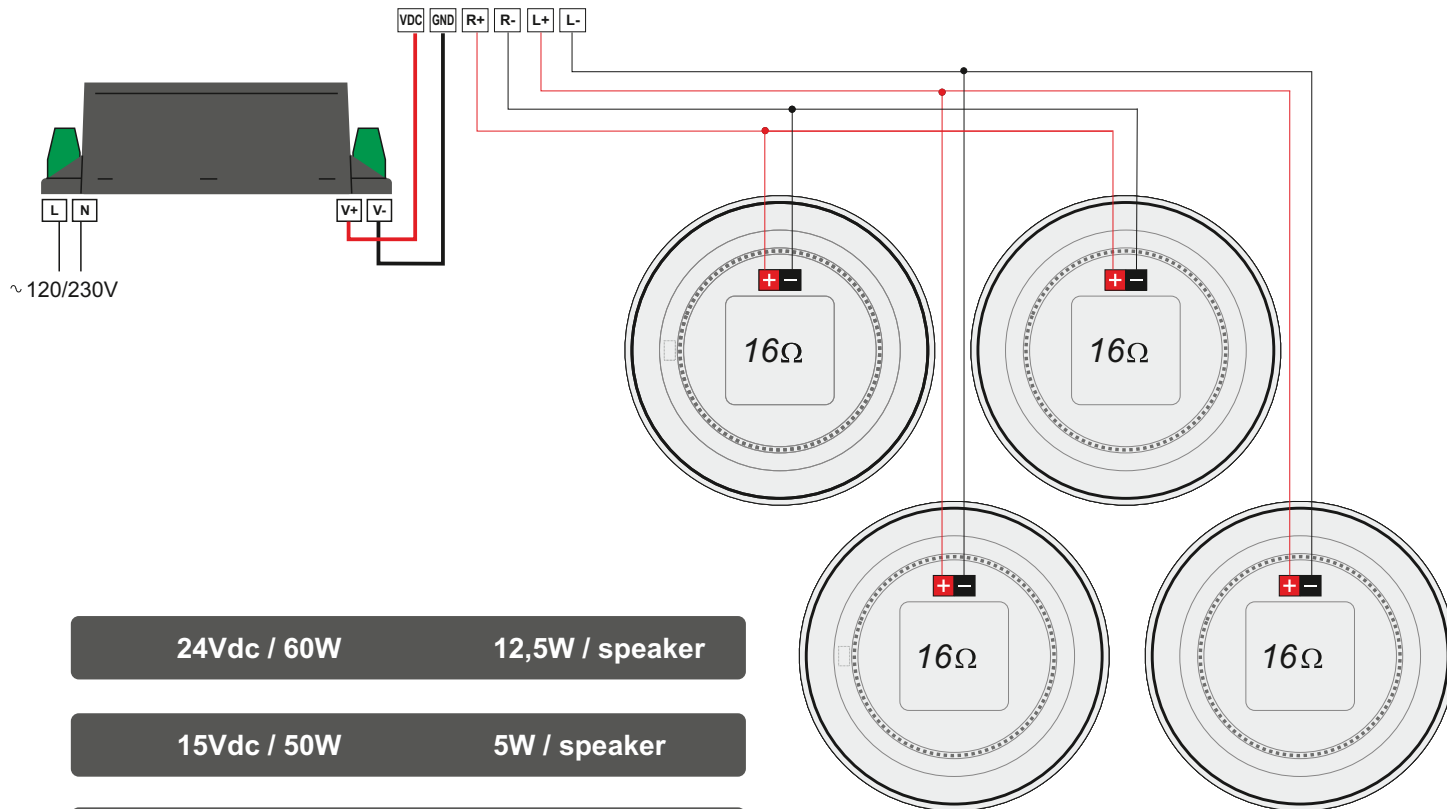 VDC GND R+ R- L+ L-
L N V+ V-
~ 120/230V
+ − + −
16Ω 16Ω
+ − + −
16Ω 16Ω
24Vdc / 60W 12,5W / speaker
15Vdc / 50W 5W / speaker